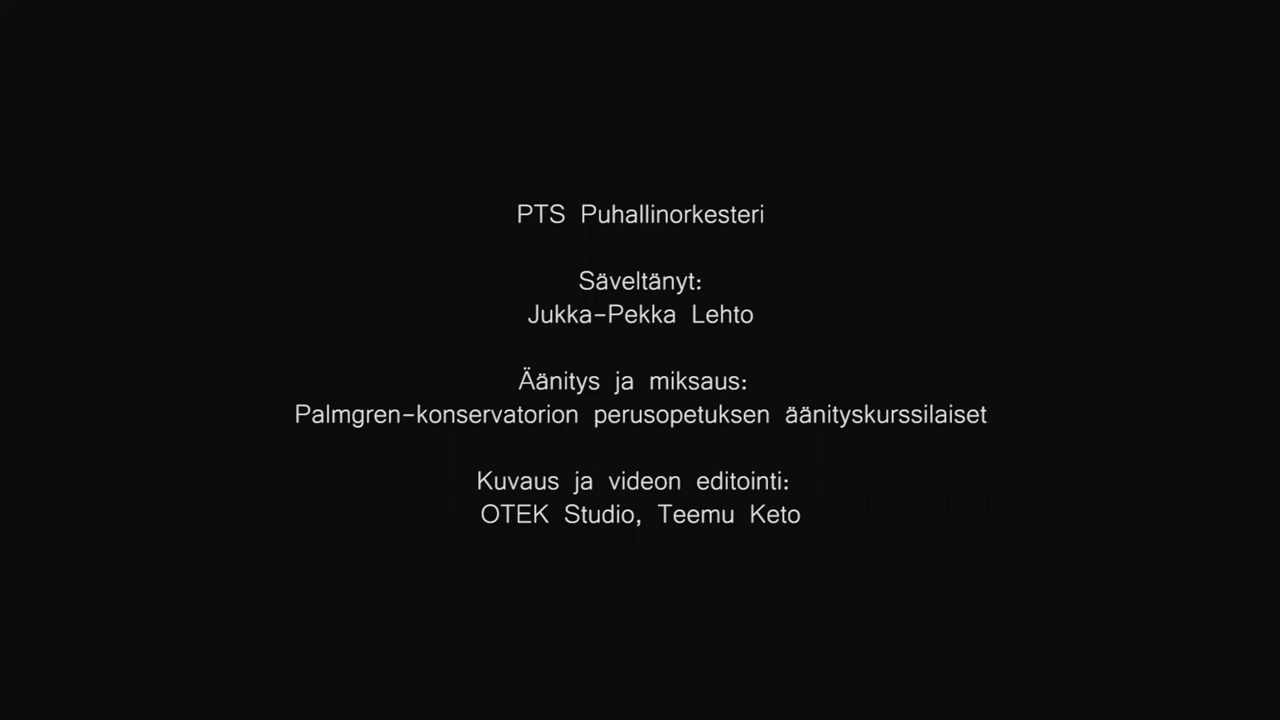 PTS Puhallinorkesteri
Säveltänyt:
Jukka-Pekka Lehto
Äänitys ja miksaus:
Palmgren-konservatorion perusopetuksen äänityskurssilaiset
Kuvaus ja videon editointi:
OTEK Studio, Teemu Keto